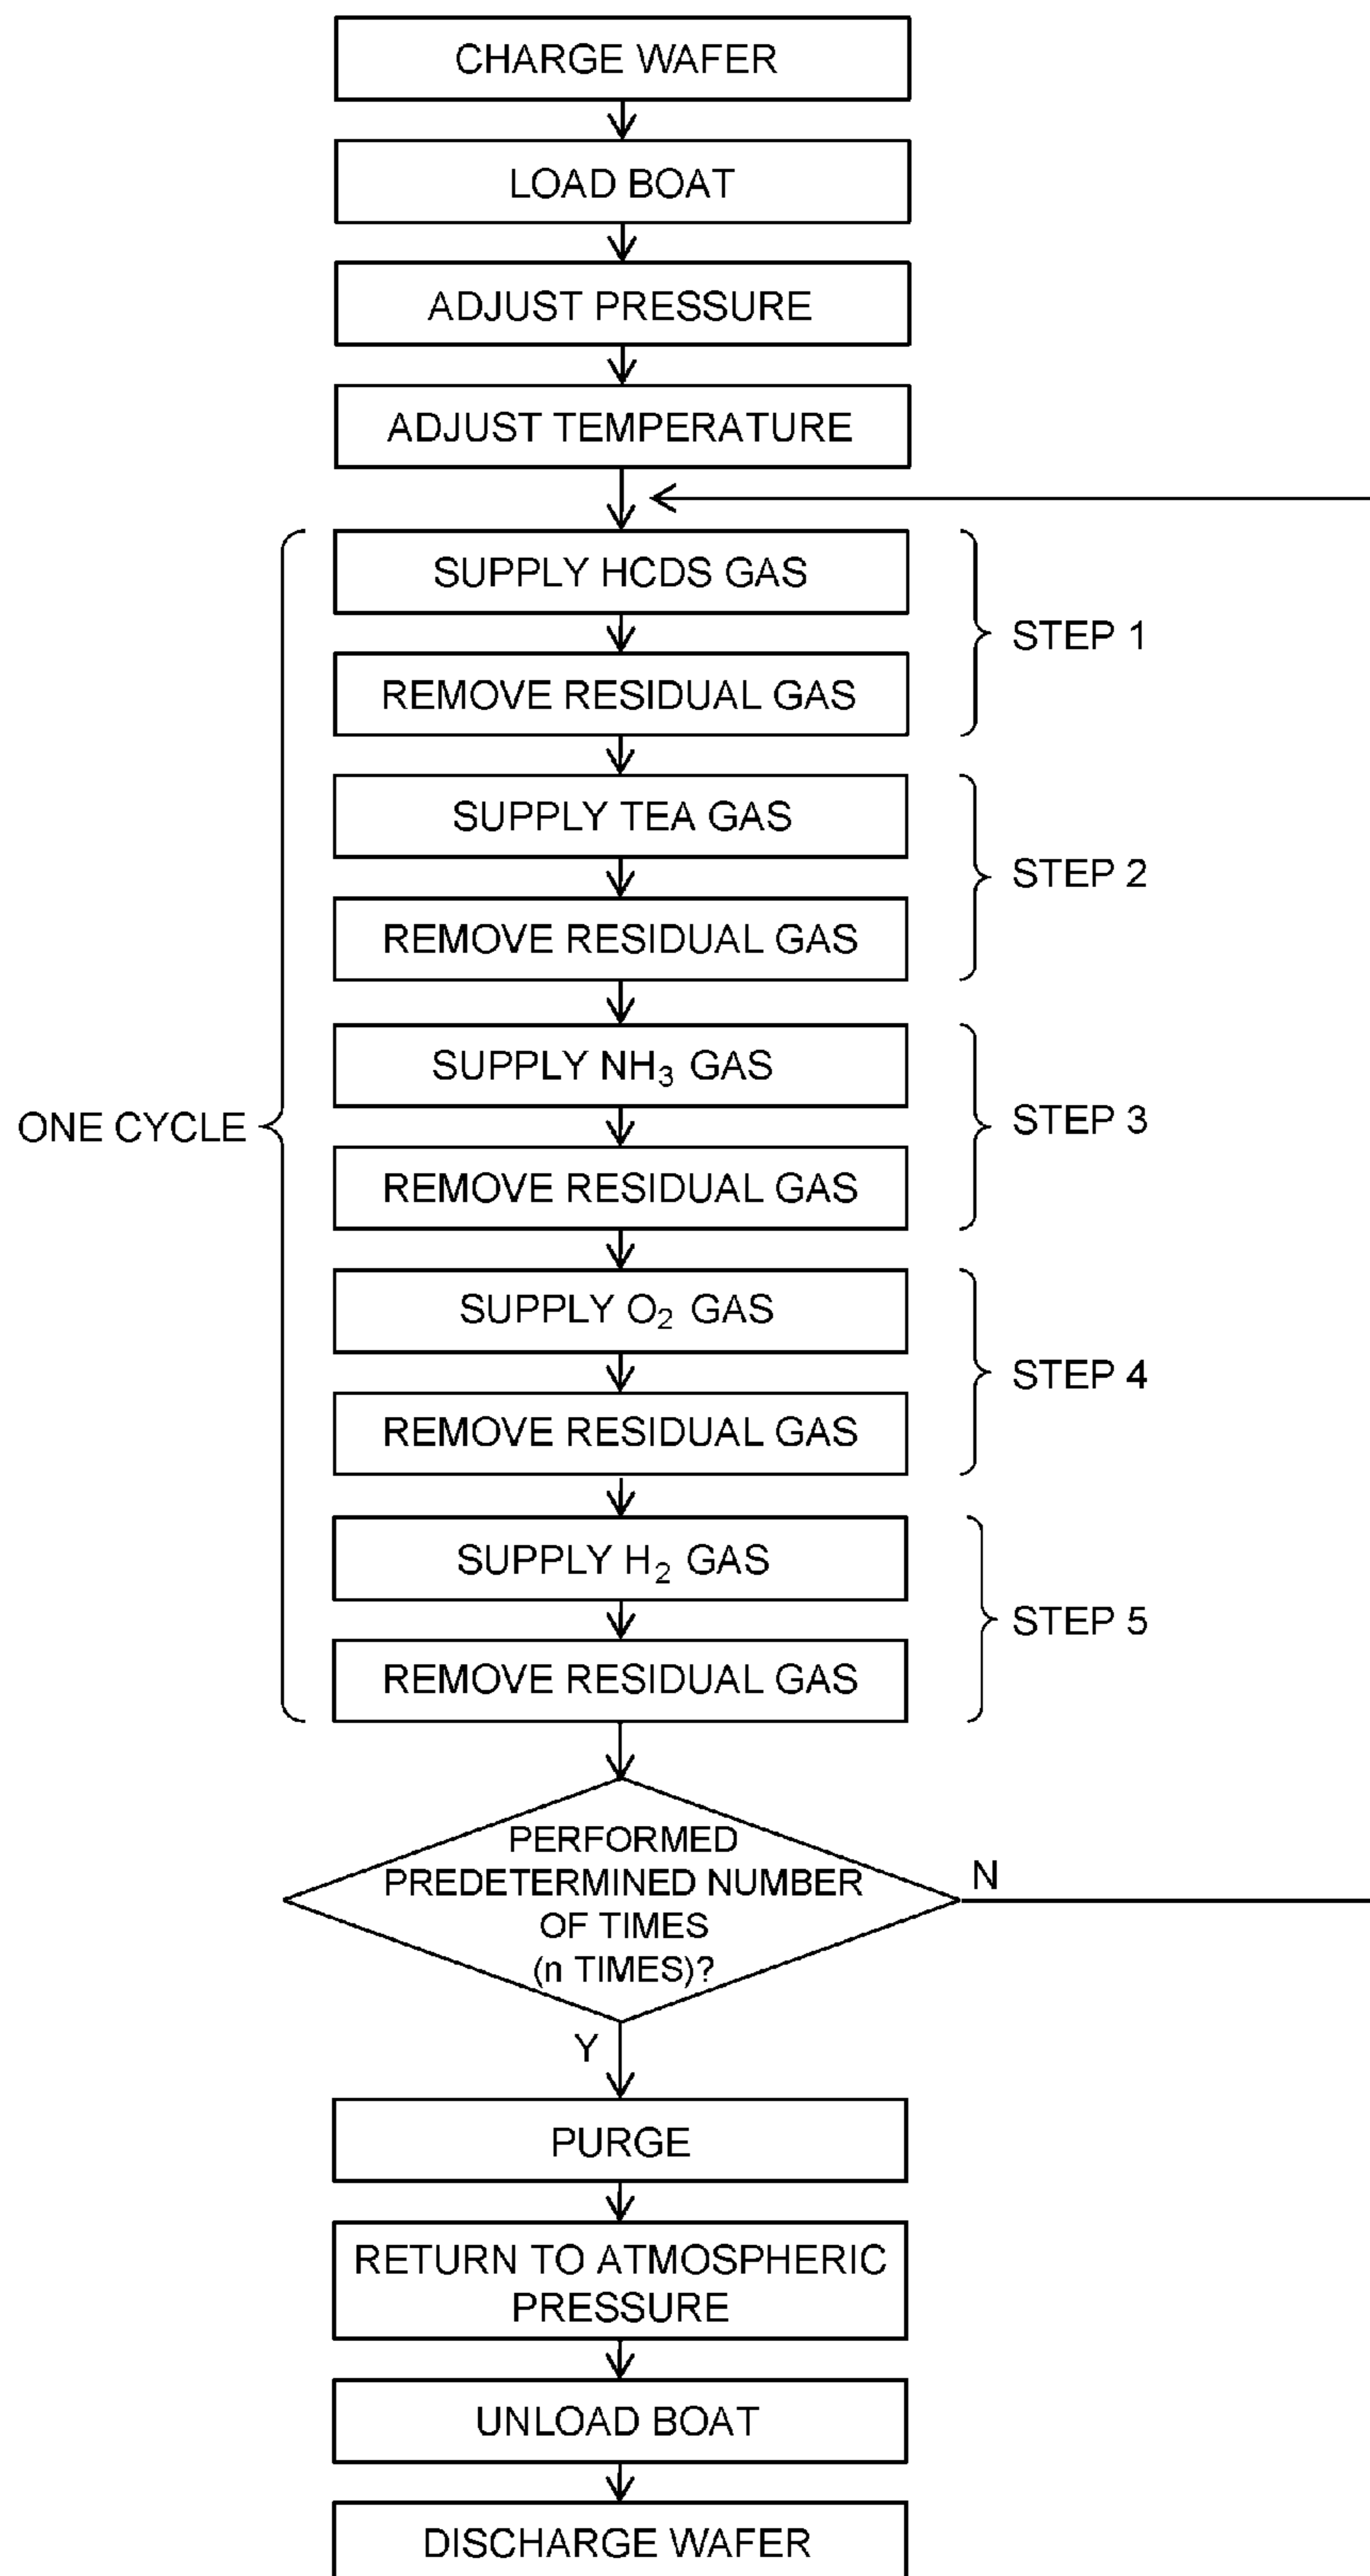 CHARGE WAFER
LOAD BOAT
ADJUST PRESSURE
ADJUST TEMPERATURE
SUPPLY HCDS GAS
STEP 1
REMOVE RESIDUAL GAS
SUPPLY TEA GAS
STEP 2
REMOVE RESIDUAL GAS
SUPPLY NH₃ GAS
ONE CYCLE
STEP 3
REMOVE RESIDUAL GAS
SUPPLY O₂ GAS
STEP 4
REMOVE RESIDUAL GAS
SUPPLY H₂ GAS
STEP 5
REMOVE RESIDUAL GAS
PERFORMED
PREDETERMINED NUMBER
OF TIMES
(n TIMES)?
N
Y
PURGE
RETURN TO ATMOSPHERIC
PRESSURE
UNLOAD BOAT
DISCHARGE WAFER